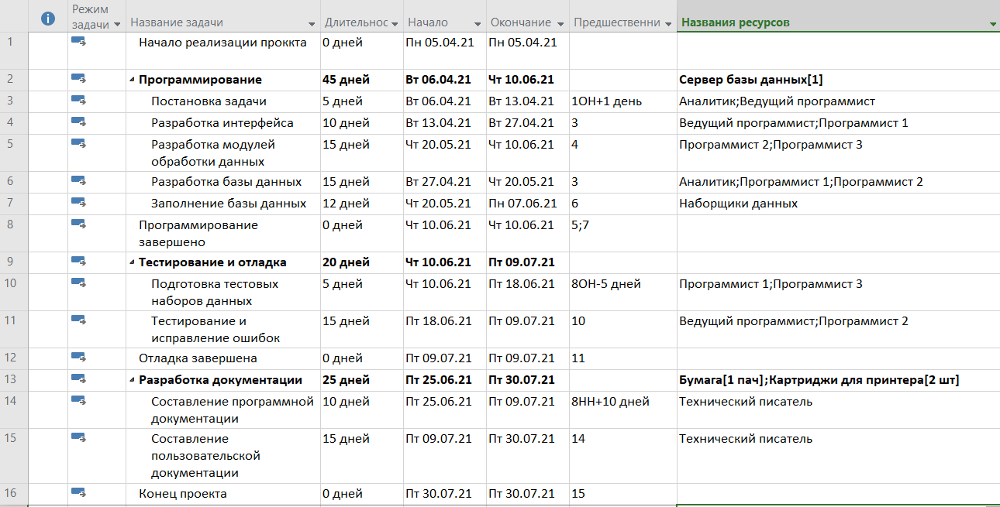 Режим задачи Название задачи Длительнос Начало Окончание Предшественни Названия ресурсов
1 Начало реализации проккта 0 дней Пн 05.04.21 Пн 05.04.21
2 Программирование 45 дней Вт 06.04.21 Чт 10.06.21 Сервер базы данных[1]
3 Постановка задачи 5 дней Вт 06.04.21 Вт 13.04.21 1ОН+1 день Аналитик;Ведущий программист
4 Разработка интерфейса 10 дней Вт 13.04.21 Вт 27.04.21 3 Ведущий программист;Программист 1
5 Разработка модулей 15 дней Чт 20.05.21 Чт 10.06.21 4 Программист 2;Программист 3
обработки данных
6 Разработка базы данных 15 дней Вт 27.04.21 Чт 20.05.21 3 Аналитик;Программист 1;Программист 2
7 Заполнение базы данных 12 дней Чт 20.05.21 Пн 07.06.21 6 Наборщики данных
8 Программирование 0 дней Чт 10.06.21 Чт 10.06.21 5;7
завершено
9 Тестирование и отладка 20 дней Чт 10.06.21 Пт 09.07.21
10 Подготовка тестовых 5 дней Чт 10.06.21 Пт 18.06.21 8ОН-5 дней Программист 1;Программист 3
наборов данных
11 Тестирование и 15 дней Пт 18.06.21 Пт 09.07.21 10 Ведущий программист;Программист 2
исправление ошибок
12 Отладка завершена 0 дней Пт 09.07.21 Пт 09.07.21 11
13 Разработка документации 25 дней Пт 25.06.21 Пт 30.07.21 Бумага[1 пач];Картриджи для принтера[2 шт]
14 Составление программной 10 дней Пт 25.06.21 Пт 09.07.21 8НН+10 дней Технический писатель
документации
15 Составление 15 дней Пт 09.07.21 Пт 30.07.21 14 Технический писатель
пользовательской
документации
16 Конец проекта 0 дней Пт 30.07.21 Пт 30.07.21 15